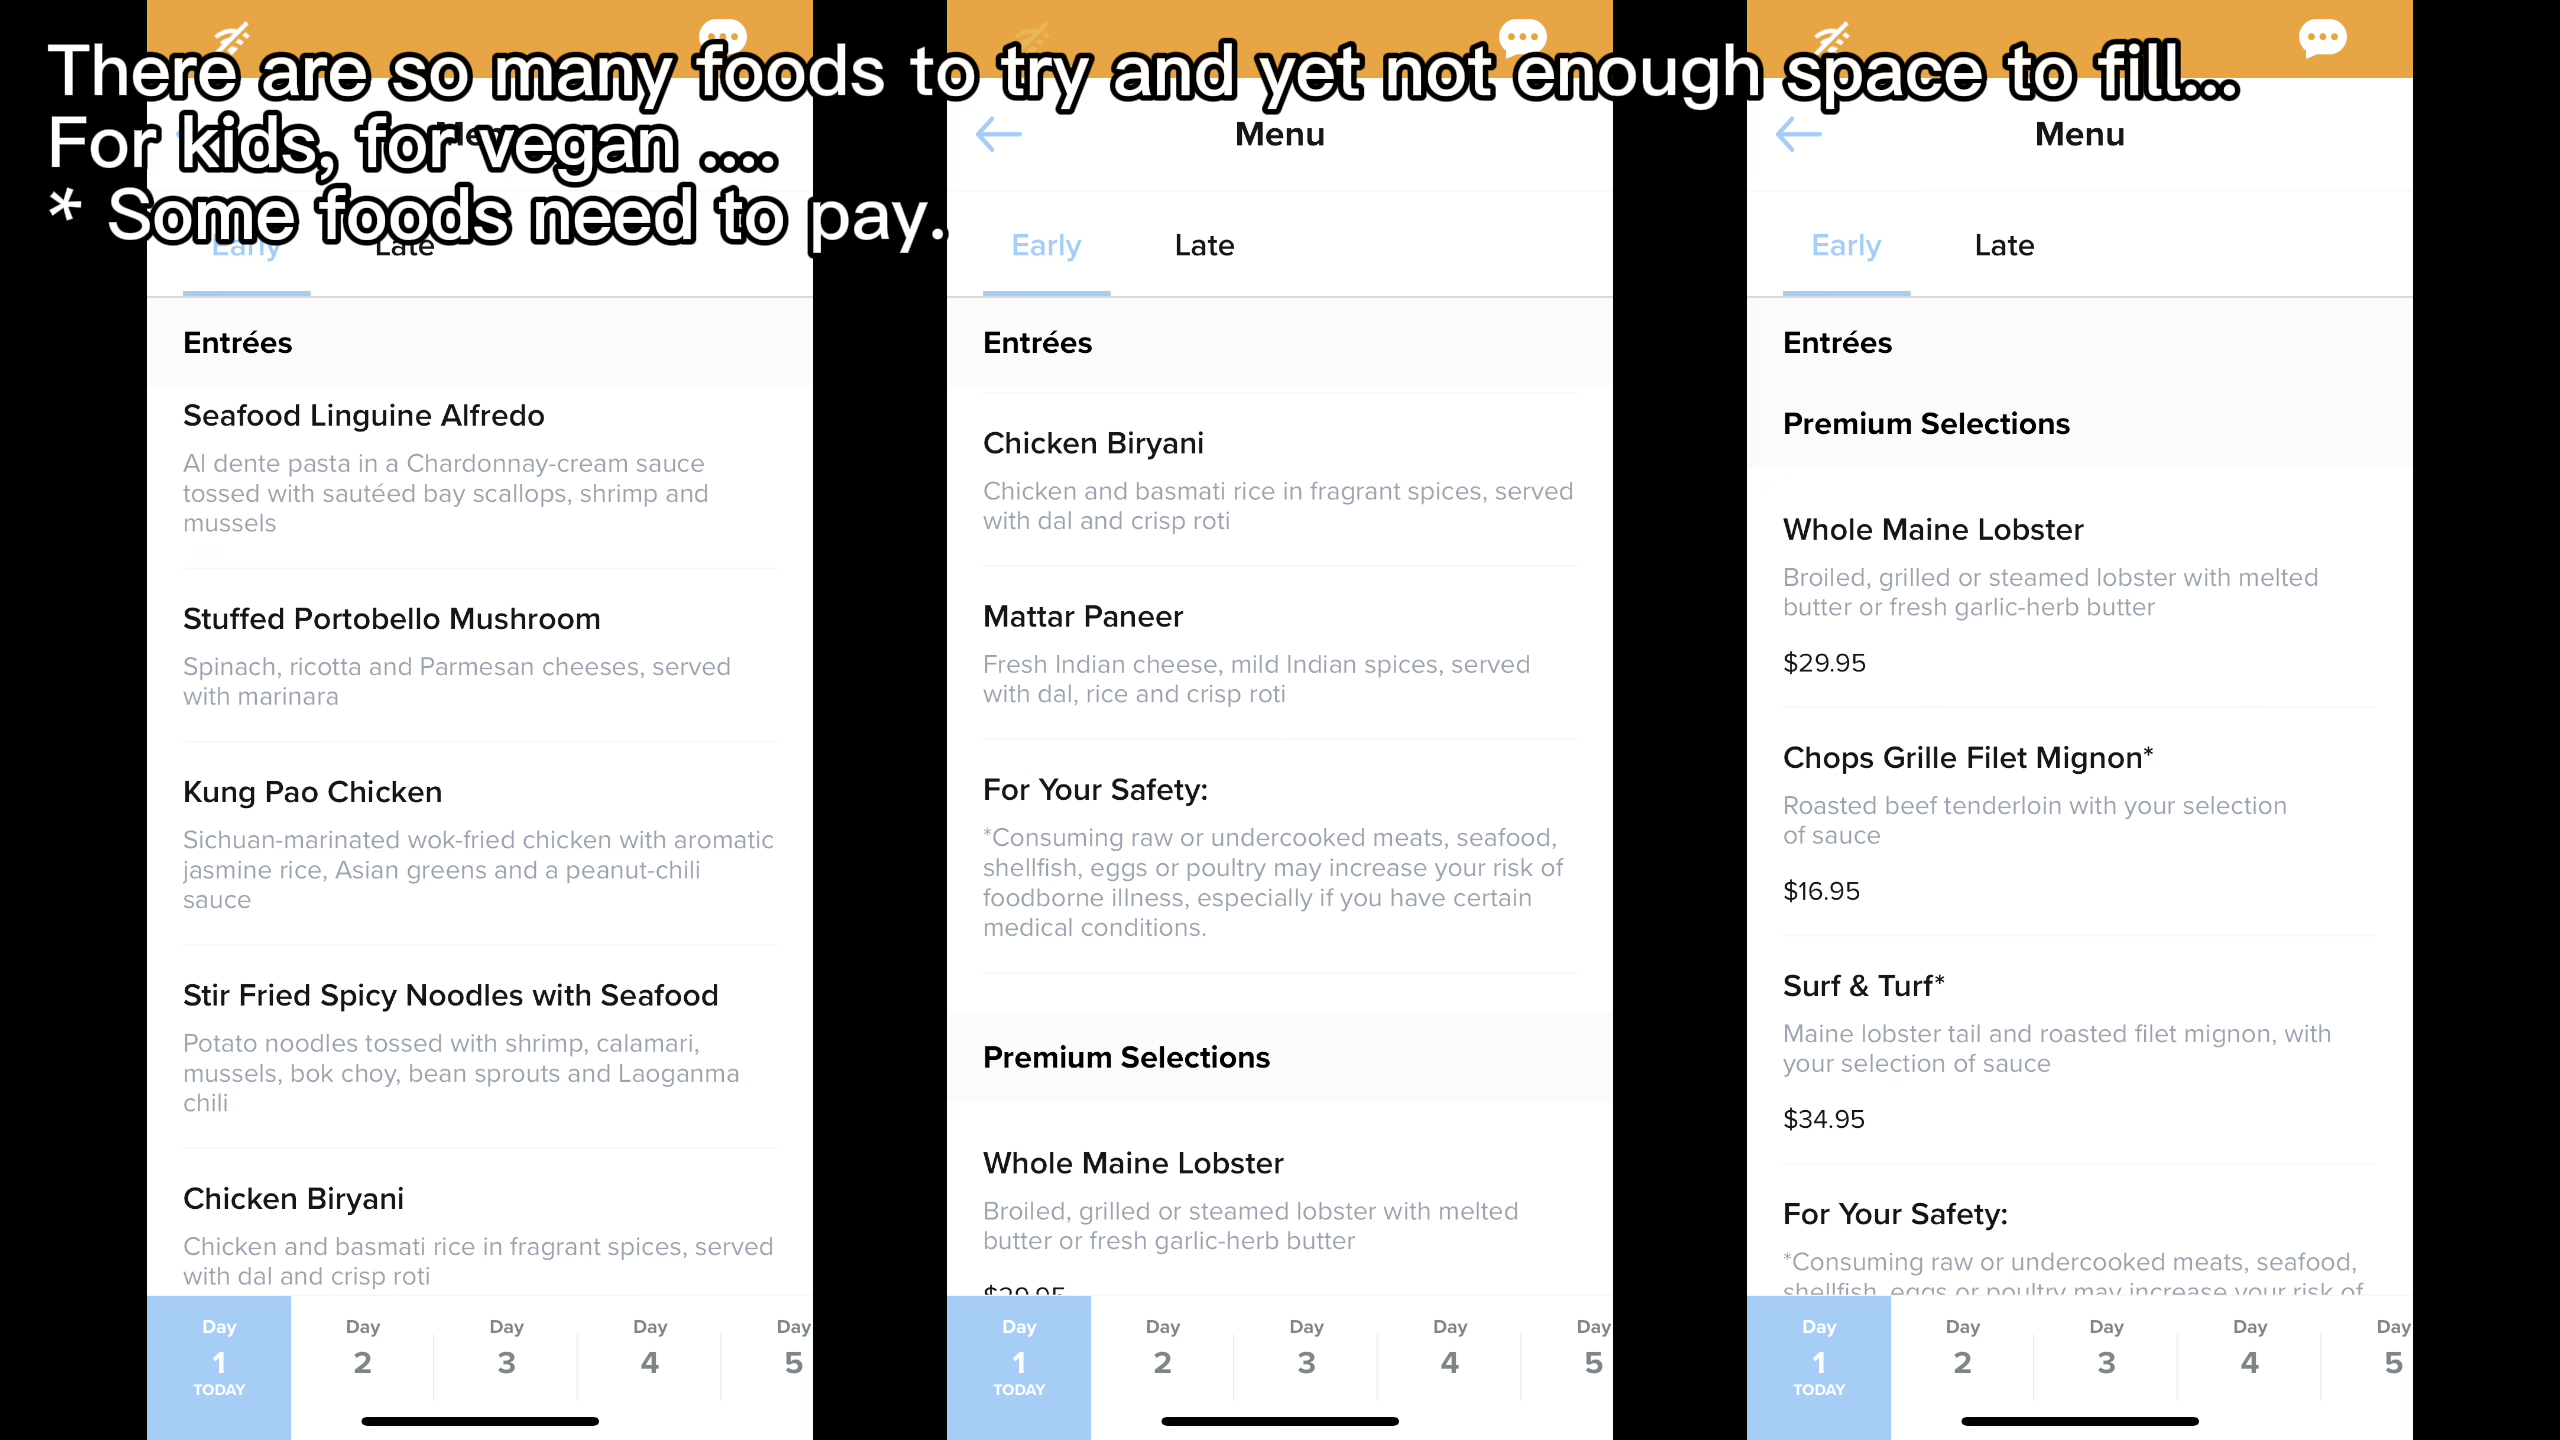 There are so many foods to try and yet not enough space to fill...
For kids, for vegan ....
* Some foods need to pay.
Early
Late
Entrées
Seafood Linguine Alfredo
Al dente pasta in a Chardonnay-cream sauce
tossed with sautéed bay scallops, shrimp and
mussels
Stuffed Portobello Mushroom
Spinach, ricotta and Parmesan cheeses, served
with marinara
Kung Pao Chicken
Sichuan-marinated wok-fried chicken with aromatic
jasmine rice, Asian greens and a peanut-chili
sauce
Stir Fried Spicy Noodles with Seafood
Potato noodles tossed with shrimp, calamari,
mussels, bok choy, bean sprouts and Laoganma
chili
Chicken Biryani
Chicken and basmati rice in fragrant spices, served
with dal and crisp roti
Day Day Day Day Day
1 2 3 4 5
TODAY
Menu
Early Late
Entrées
Chicken Biryani
Chicken and basmati rice in fragrant spices, served
with dal and crisp roti
Mattar Paneer
Fresh Indian cheese, mild Indian spices, served
with dal, rice and crisp roti
For Your Safety:
*Consuming raw or undercooked meats, seafood,
shellfish, eggs or poultry may increase your risk of
foodborne illness, especially if you have certain
medical conditions.
Premium Selections
Whole Maine Lobster
Broiled, grilled or steamed lobster with melted
butter or fresh garlic-herb butter
Day Day Day Day Day
1 2 3 4 5
TODAY
Menu
Early Late
Entrées
Premium Selections
Whole Maine Lobster
Broiled, grilled or steamed lobster with melted
butter or fresh garlic-herb butter
$29.95
Chops Grille Filet Mignon*
Roasted beef tenderloin with your selection
of sauce
$16.95
Surf & Turf*
Maine lobster tail and roasted filet mignon, with
your selection of sauce
$34.95
For Your Safety:
*Consuming raw or undercooked meats, seafood,
shellfish, eggs or poultry may increase your risk of
Day Day Day Day Day
1 2 3 4 5
TODAY